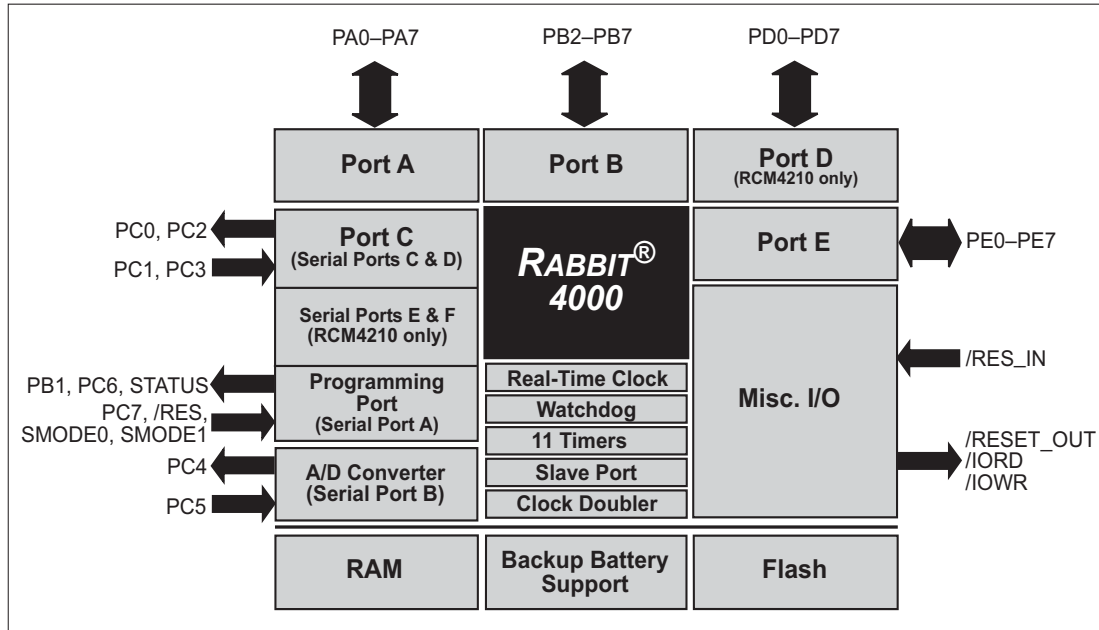 PA0–PA7
PB2–PB7
PD0–PD7
Port A
Port B
Port D
(RCM4210 only)
PC0, PC2
PC1, PC3
Port C
(Serial Ports C & D)
RABBIT®
4000
Port E
PE0–PE7
Serial Ports E & F
(RCM4210 only)
PB1, PC6, STATUS
PC7, /RES,
SMODE0, SMODE1
Programming
Port
(Serial Port A)
PC4
PC5
A/D Converter
(Serial Port B)
Real-Time Clock
Watchdog
11 Timers
Slave Port
Clock Doubler
Misc. I/O
/RES_IN
/RESET_OUT
/IORD
/IOWR
RAM
Backup Battery
Support
Flash